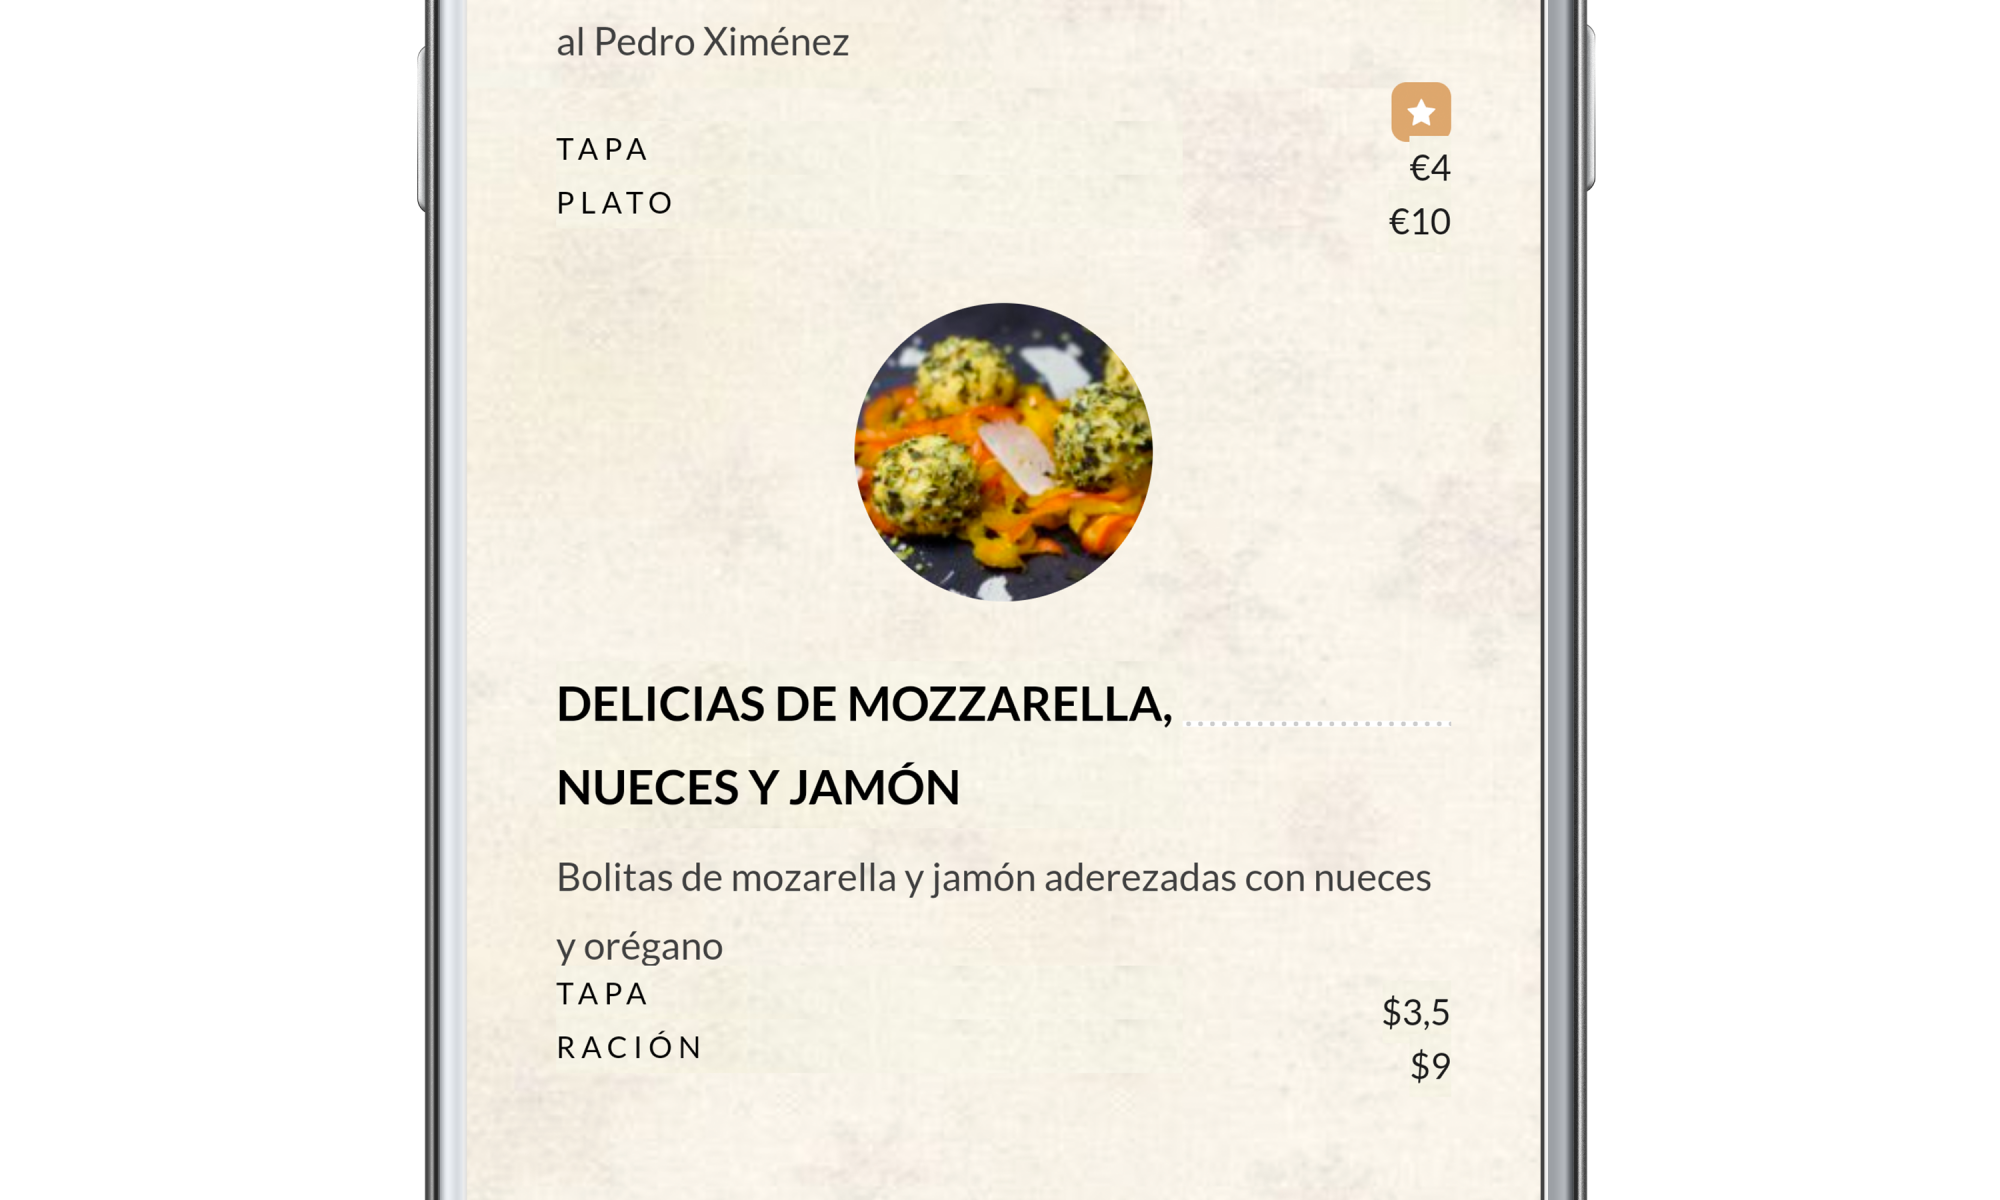 al Pedro Ximénez
TAPA €4
PLATO €10
DELICIAS DE MOZZARELLA,
NUECES Y JAMÓN
Bolitas de mozarella y jamón aderezadas con nueces
y orégano
TAPA $3,5
RACIÓN $9